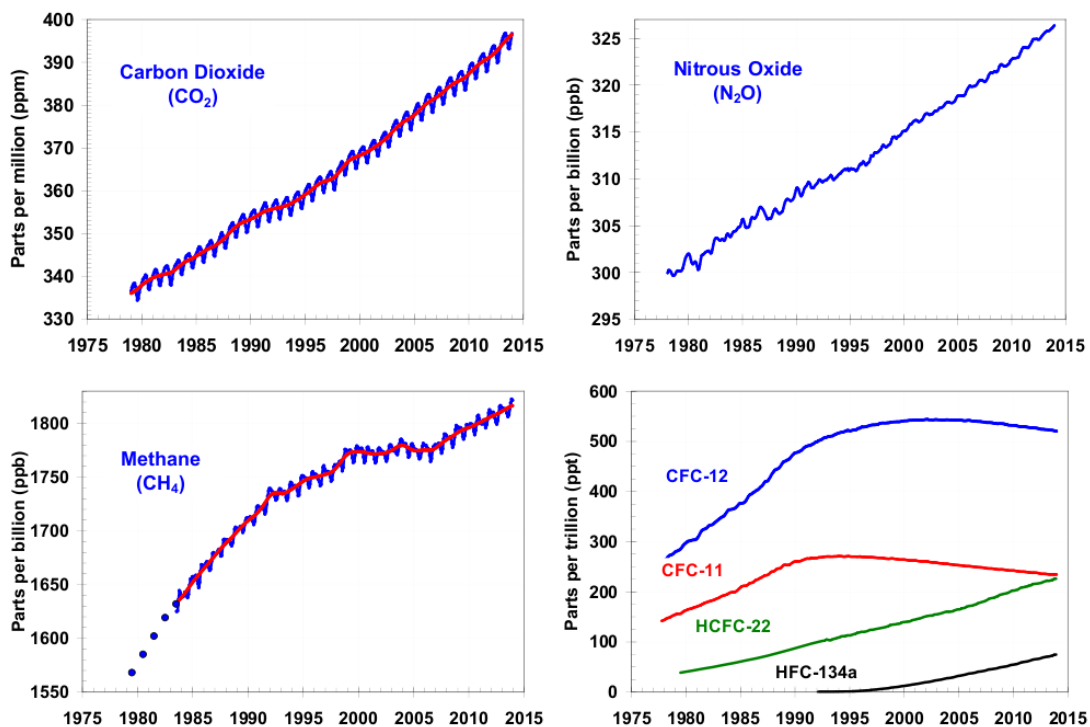 Parts per million (ppm)
400
390
380
370
360
350
340
330
Carbon Dioxide
(CO₂)
1975 1980 1985 1990 1995 2000 2005 2010 2015
Parts per billion (ppb)
325
320
315
310
305
300
295
Nitrous Oxide
(N₂O)
1975 1980 1985 1990 1995 2000 2005 2010 2015
Parts per billion (ppb)
1800
1750
1700
1650
1600
1550
Methane
(CH₄)
1975 1980 1985 1990 1995 2000 2005 2010 2015
Parts per trillion (ppt)
600
500
400
300
200
100
0
CFC-12
CFC-11
HCFC-22
HFC-134a
1975 1980 1985 1990 1995 2000 2005 2010 2015